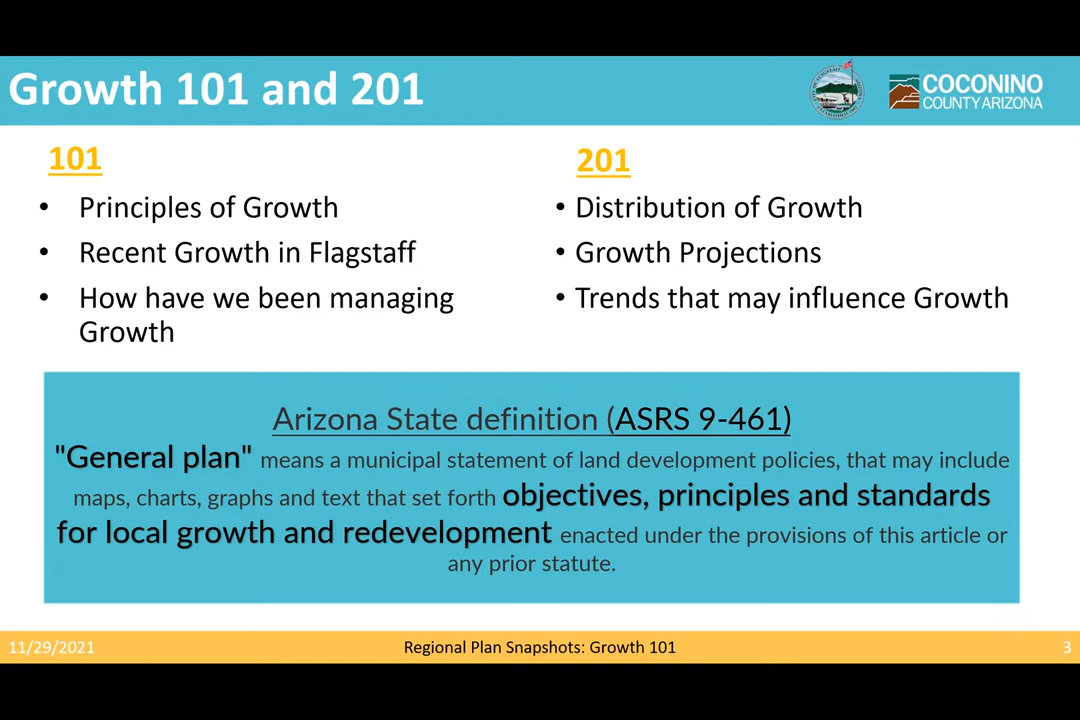 Growth 101 and 201
COCONINO
COUNTY ARIZONA
101
• Principles of Growth
• Recent Growth in Flagstaff
• How have we been managing
Growth
201
• Distribution of Growth
• Growth Projections
• Trends that may influence Growth
Arizona State definition (ASRS 9-461)
"General plan" means a municipal statement of land development policies, that may include
maps, charts, graphs and text that set forth objectives, principles and standards
for local growth and redevelopment enacted under the provisions of this article or
any prior statute.
11/29/2021
Regional Plan Snapshots: Growth 101
3